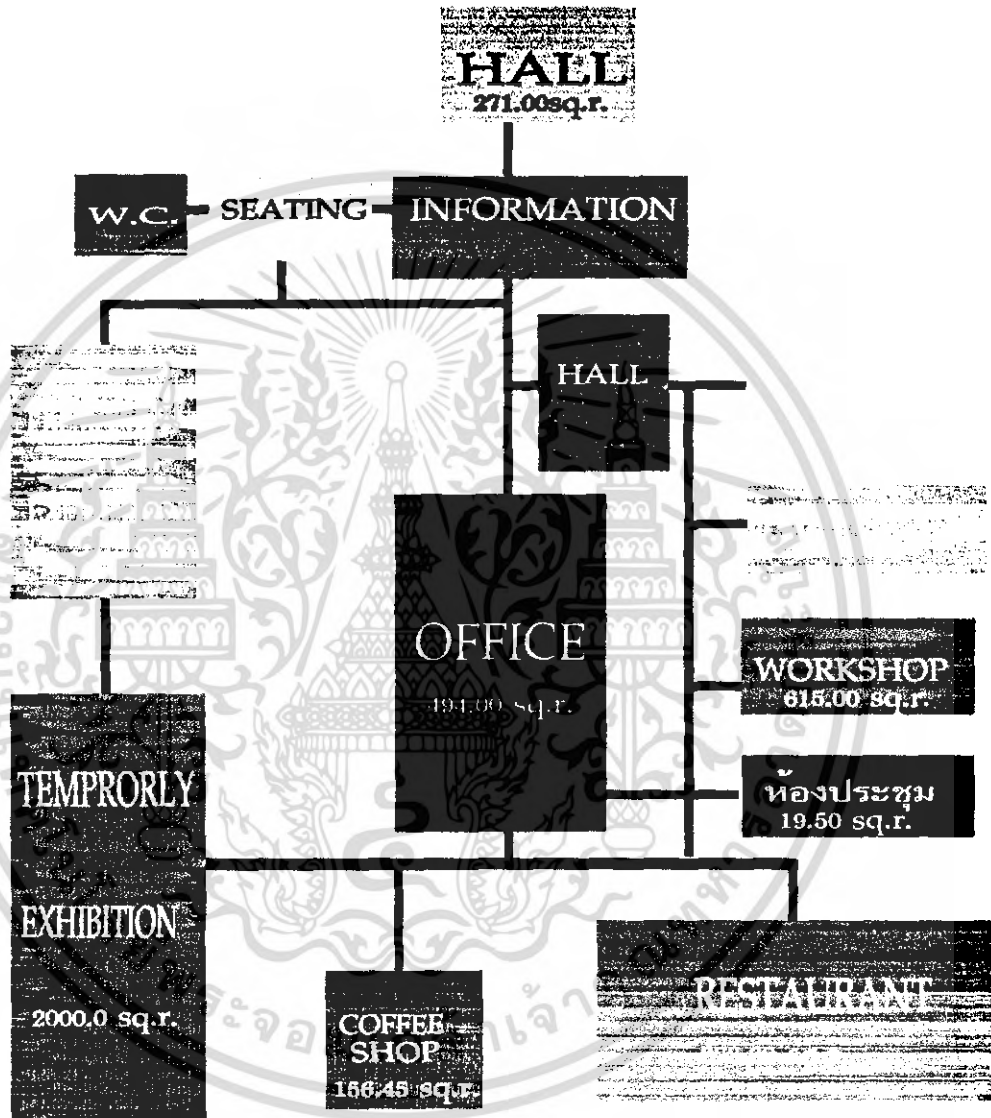 HALL
271.00sq.r.
W.C.
SEATING
INFORMATION
HALL
OFFICE
494.00 sq.r.
WORKSHOP
615.00 sq.r.
ห้องประชุม
19.50 sq.r.
TEMPRORLY
EXHIBITION
2000.0 sq.r.
COFFEE
SHOP
156.45 sq.r.
RESTAURANT